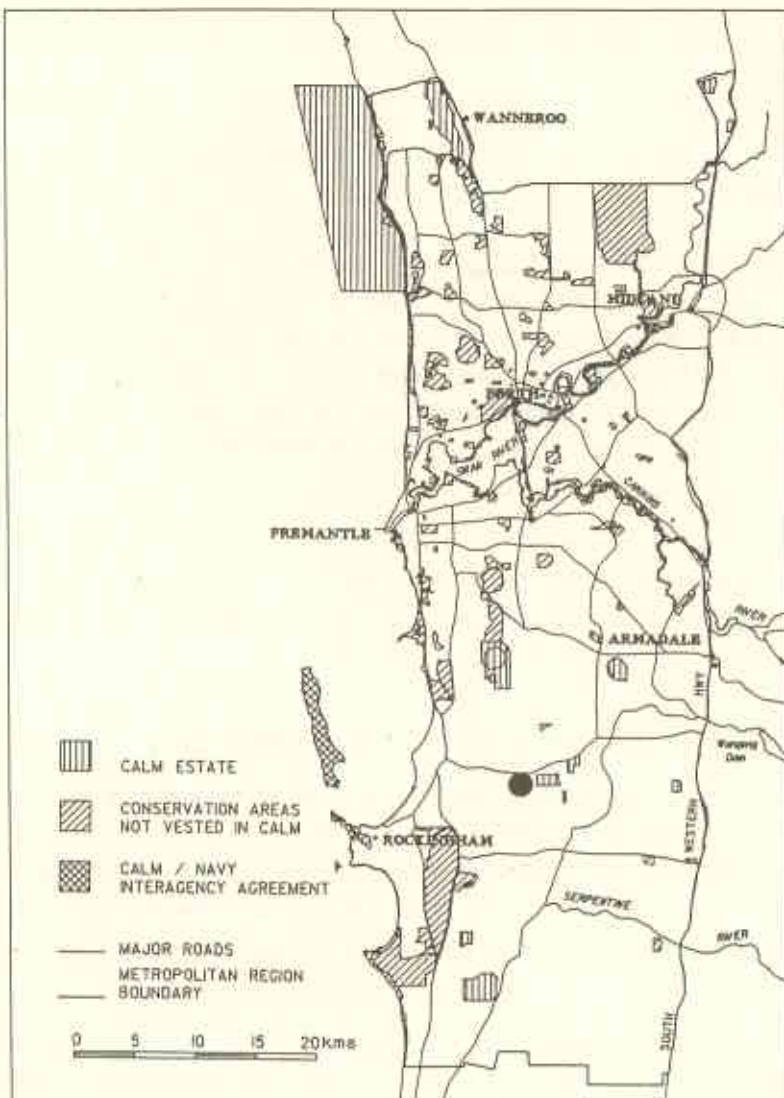 WANNEROO
MIDLAND
PERTH
SWAN RIVER
CANNING
FREMANTLE
RIVER
ARMADALE
HWY
Wungong
Dam
CALM ESTATE
CONSERVATION AREAS
NOT VESTED IN CALM
WESTERN
ROCKINGHAM
CALM / NAVY
INTERAGENCY AGREEMENT
SERPENTINE
RIVER
MAJOR ROADS
METROPOLITAN REGION
BOUNDARY
SOUTH
0 5 10 15 20 Kms